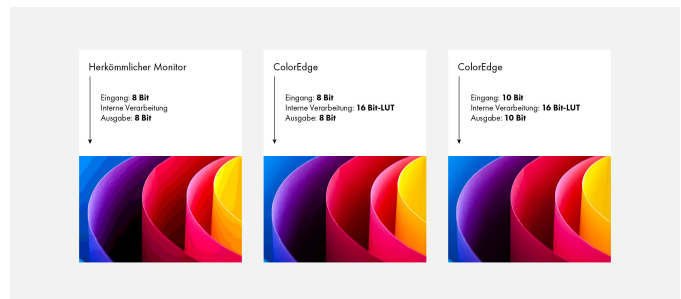 Herkömmlicher Monitor
Eingang: 8 Bit
Interne Verarbeitung
Ausgabe: 8 Bit
ColorEdge
Eingang: 8 Bit
Interne Verarbeitung: 16 Bit-LUT
Ausgabe: 8 Bit
ColorEdge
Eingang: 10 Bit
Interne Verarbeitung: 16 Bit-LUT
Ausgabe: 10 Bit